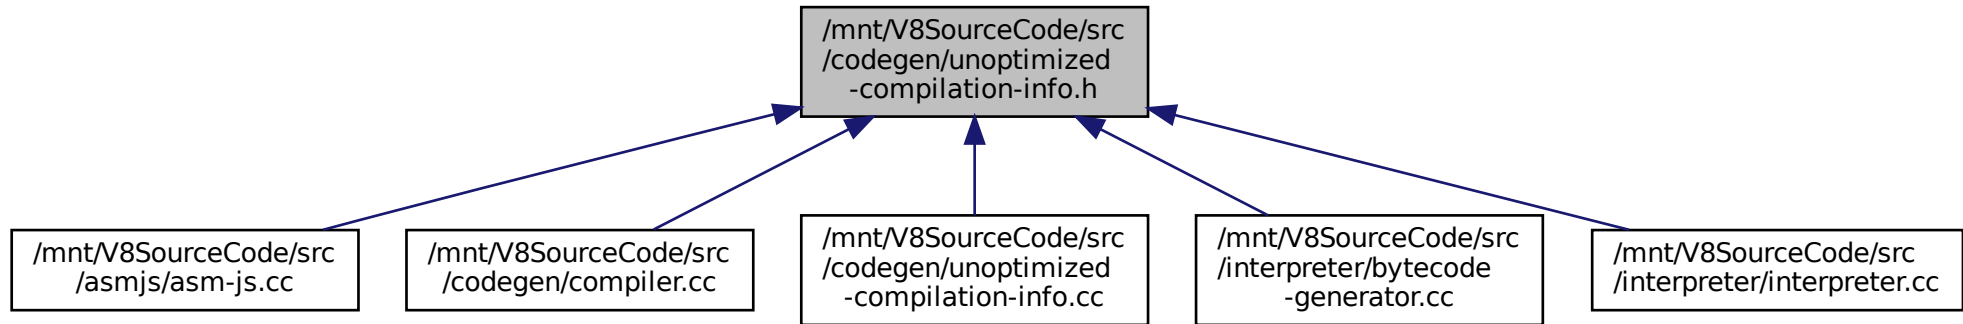 /mnt/V8SourceCode/src
/codegen/unoptimized
-compilation-info.h
/mnt/V8SourceCode/src
/asmjs/asm-js.cc
/mnt/V8SourceCode/src
/codegen/compiler.cc
/mnt/V8SourceCode/src
/codegen/unoptimized
-compilation-info.cc
/mnt/V8SourceCode/src
/interpreter/bytecode
-generator.cc
/mnt/V8SourceCode/src
/interpreter/interpreter.cc